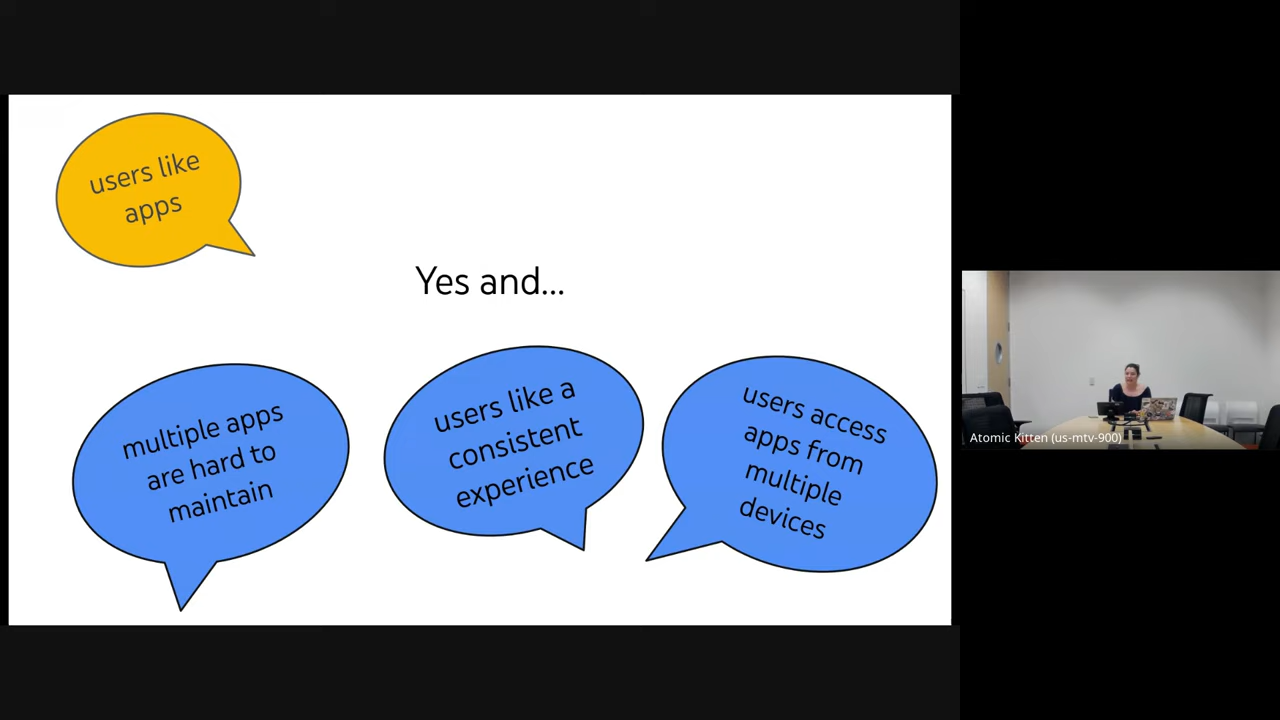 users like
apps
Yes and...
multiple apps
are hard to
maintain
users like a
consistent
experience
users access
apps from
multiple
devices
Atomic Kitten (us-mtv-900)